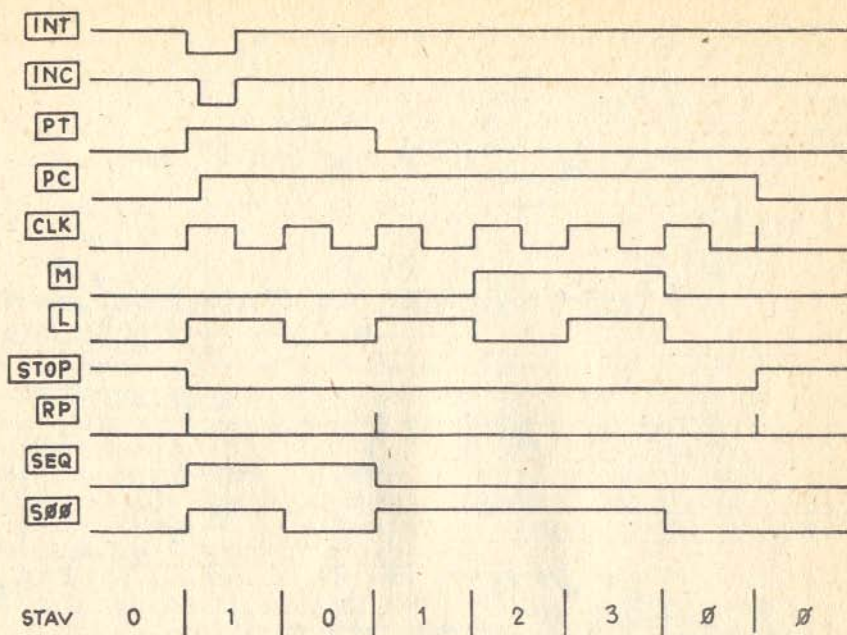 INT
INC
PT
PC
CLK
M
L
STOP
RP
SEQ
SØØ
STAV 0 1 0 1 2 3 Ø Ø